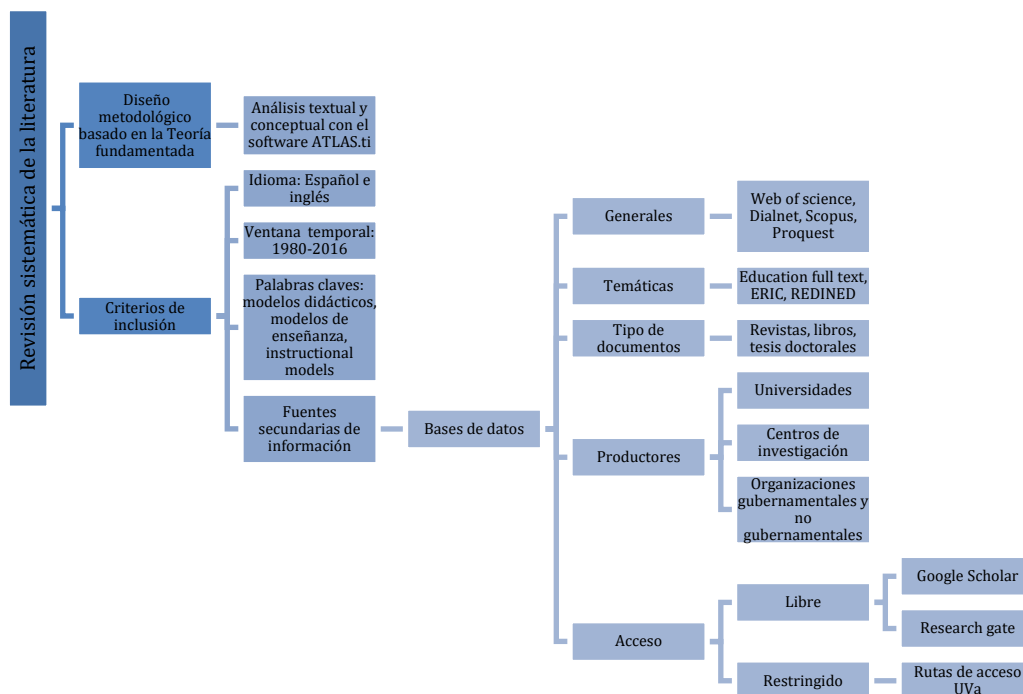 Revisión sistemática de la literatura
Diseño
metodológico
basado en la Teoría
fundamentada
Análisis textual y
conceptual con el
software ATLAS.ti
Criterios de
inclusión
Idioma: Español e
inglés
Ventana temporal:
1980-2016
Palabras claves:
modelos didácticos,
modelos de
enseñanza,
instructional
models
Fuentes
secundarias de
información
Bases de datos
Generales
Web of science,
Dialnet, Scopus,
Proquest
Temáticas
Education full text,
ERIC, REDINED
Tipo de
documentos
Revistas, libros,
tesis doctorales
Productores
Universidades
Centros de
investigación
Organizaciones
gubernamentales y
no
gubernamentales
Acceso
Libre
Google Scholar
Research gate
Restringido
Rutas de acceso
UVa